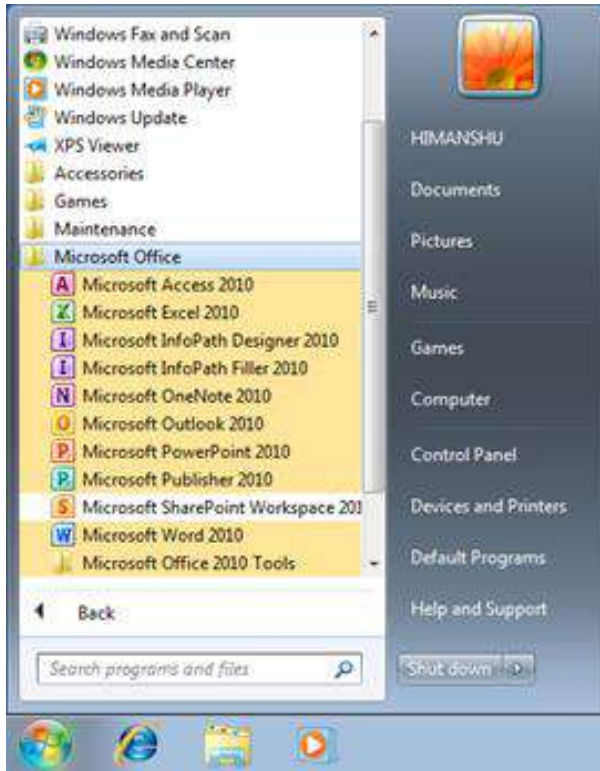 Windows Fax and Scan
Windows Media Center
Windows Media Player
Windows Update
XPS Viewer
Accessories
Games
Maintenance
Microsoft Office
A Microsoft Access 2010
X Microsoft Excel 2010
I Microsoft InfoPath Designer 2010
I Microsoft InfoPath Filler 2010
N Microsoft OneNote 2010
O Microsoft Outlook 2010
P Microsoft PowerPoint 2010
P Microsoft Publisher 2010
S Microsoft SharePoint Workspace 201
W Microsoft Word 2010
Microsoft Office 2010 Tools
Back
Search programs and files
HIMANSHU
Documents
Pictures
Music
Games
Computer
Control Panel
Devices and Printers
Default Programs
Help and Support
Shut down